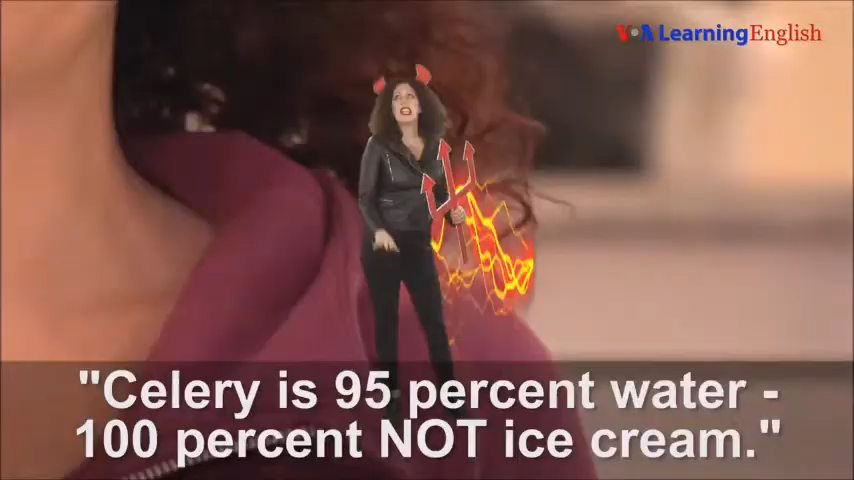 VOA LearningEnglish
"Celery is 95 percent water -
100 percent NOT ice cream."